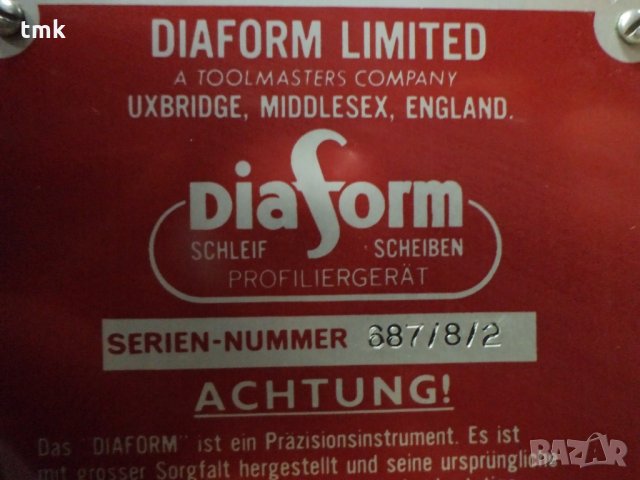 tmk
DIAFORM LIMITED
A TOOLMASTERS COMPANY
UXBRIDGE, MIDDLESEX, ENGLAND.
Diaform
SCHLEIF SCHEIBEN
PROFILIERGERÄT
SERIEN-NUMMER 687/8/2
ACHTUNG!
Das "DIAFORM" ist ein Präzisionsinstrument. Es ist
mit grosser Sorgfalt hergestellt und seine ursprüngliche
BAZAR